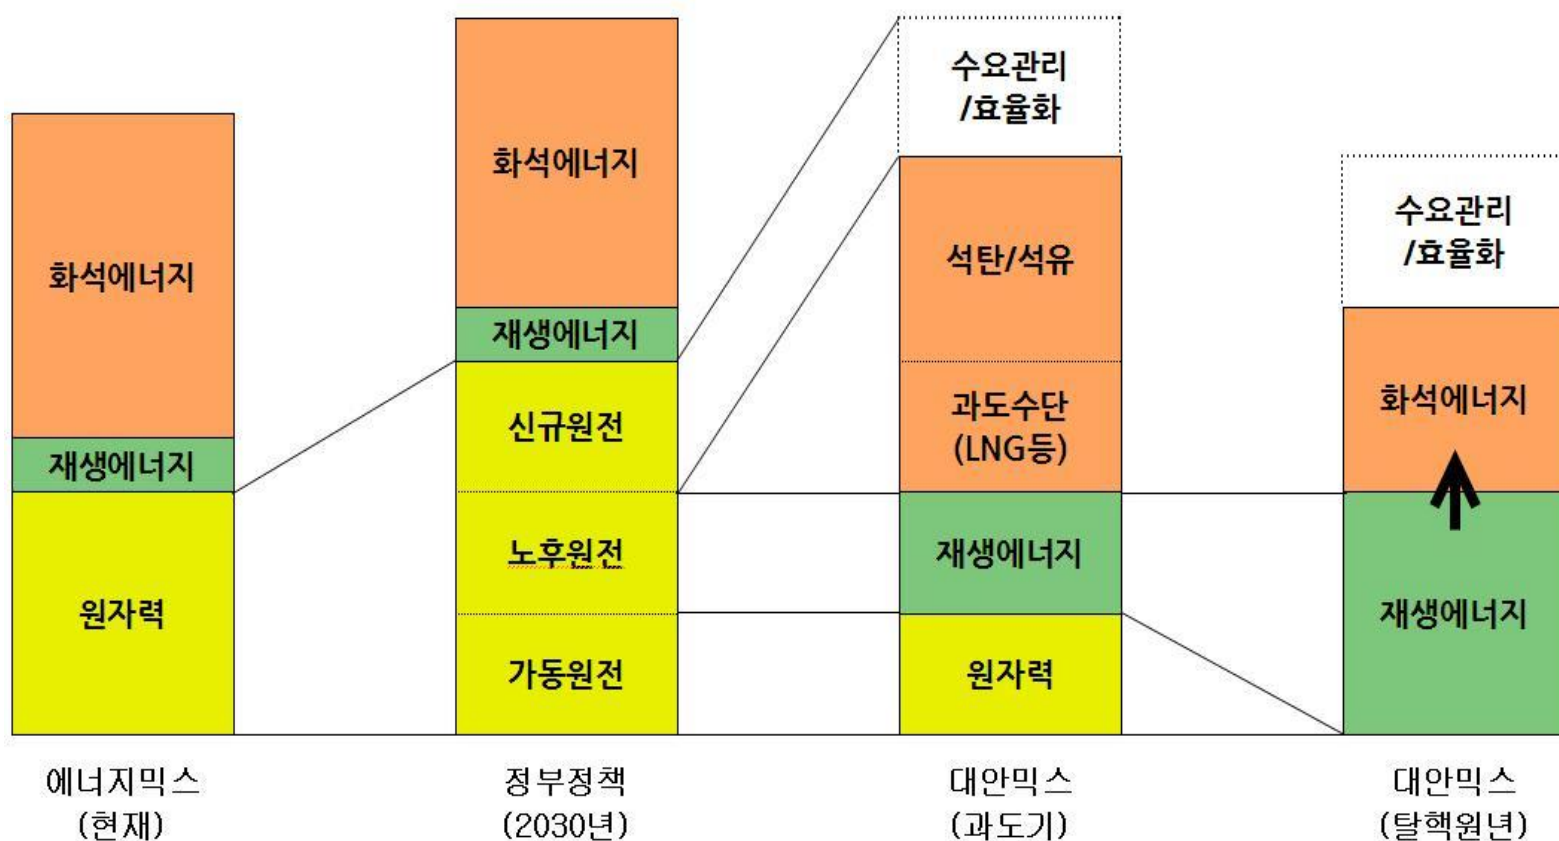 화석에너지
재생에너지
원자력
에너지믹스
(현재)
화석에너지
재생에너지
신규원전
노후원전
가동원전
정부정책
(2030년)
수요관리
/효율화
석탄/석유
과도수단
(LNG등)
재생에너지
원자력
대안믹스
(과도기)
수요관리
/효율화
화석에너지
재생에너지
대안믹스
(탈핵원년)